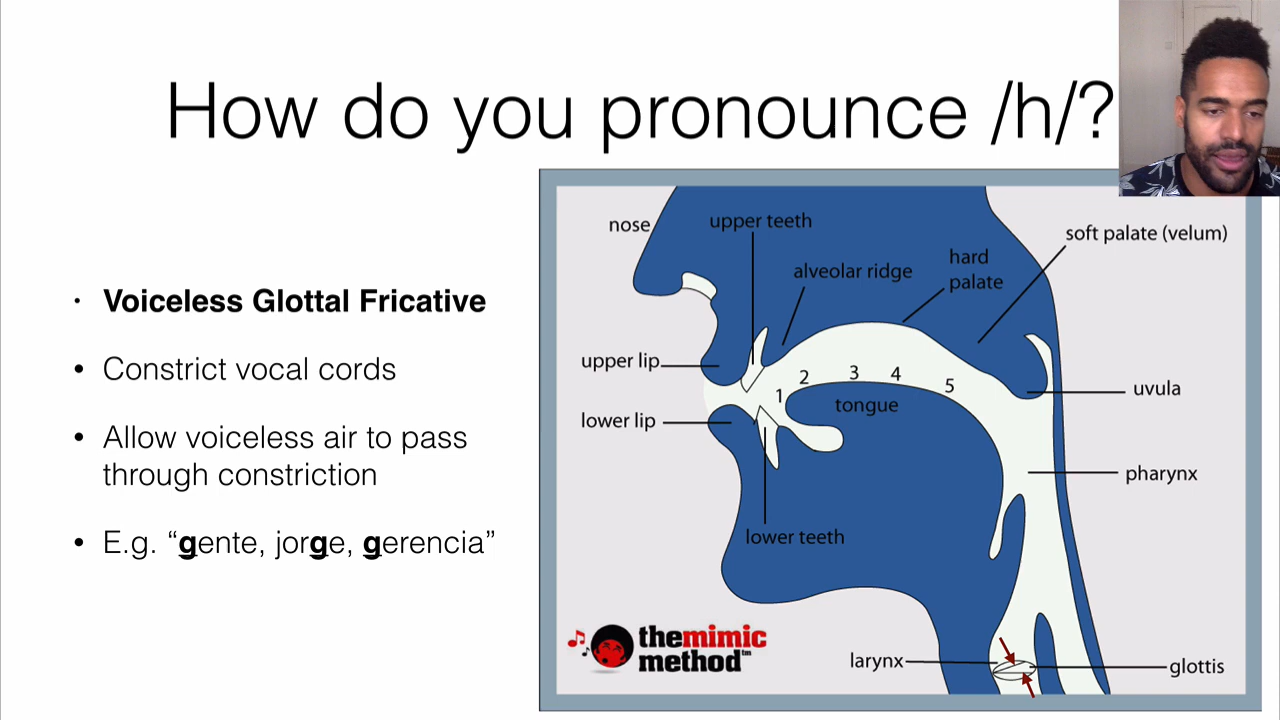 How do you pronounce /h/?
• Voiceless Glottal Fricative
• Constrict vocal cords
• Allow voiceless air to pass
through constriction
• E.g. “gente, jorge, gerencia”
nose
upper teeth
soft palate (velum)
alveolar ridge
hard
palate
upper lip
1 2 3 4 5
tongue
uvula
lower lip
pharynx
lower teeth
themimic
method™
larynx
glottis